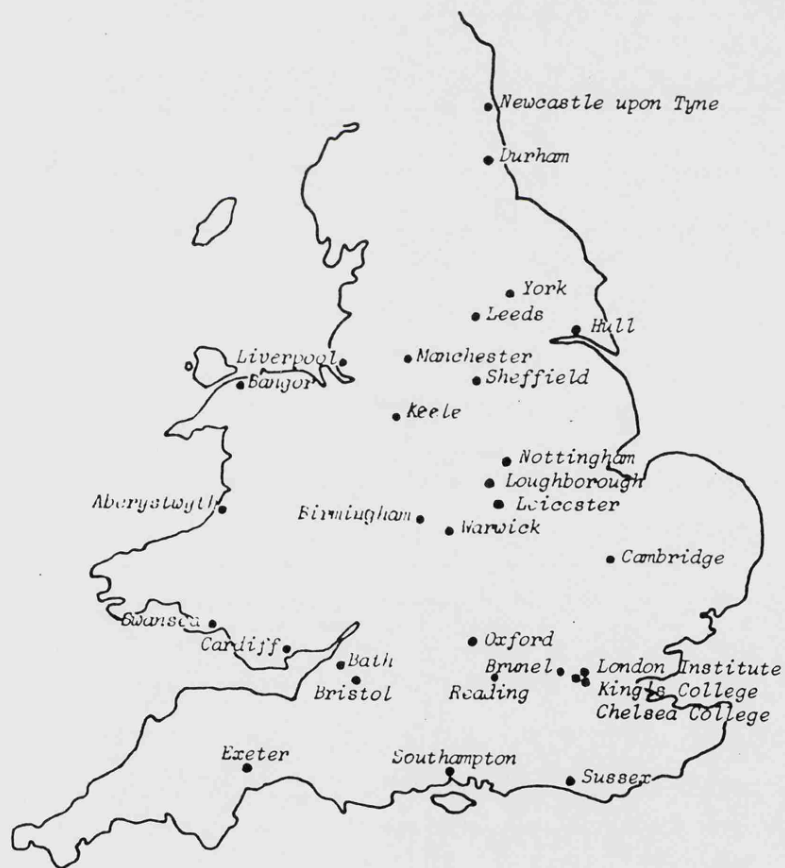 Newcastle upon Tyne
Durham
York
Leeds
Hull
Liverpool
Manchester
Bangor
Sheffield
Keele
Nottingham
Loughborough
Leicester
Aberystwyth
Birmingham
Warwick
Cambridge
Swansea
Cardiff
Oxford
Bath
Brunel
London Institute
Bristol
Reading
King's College
Chelsea College
Exeter
Southampton
Sussex